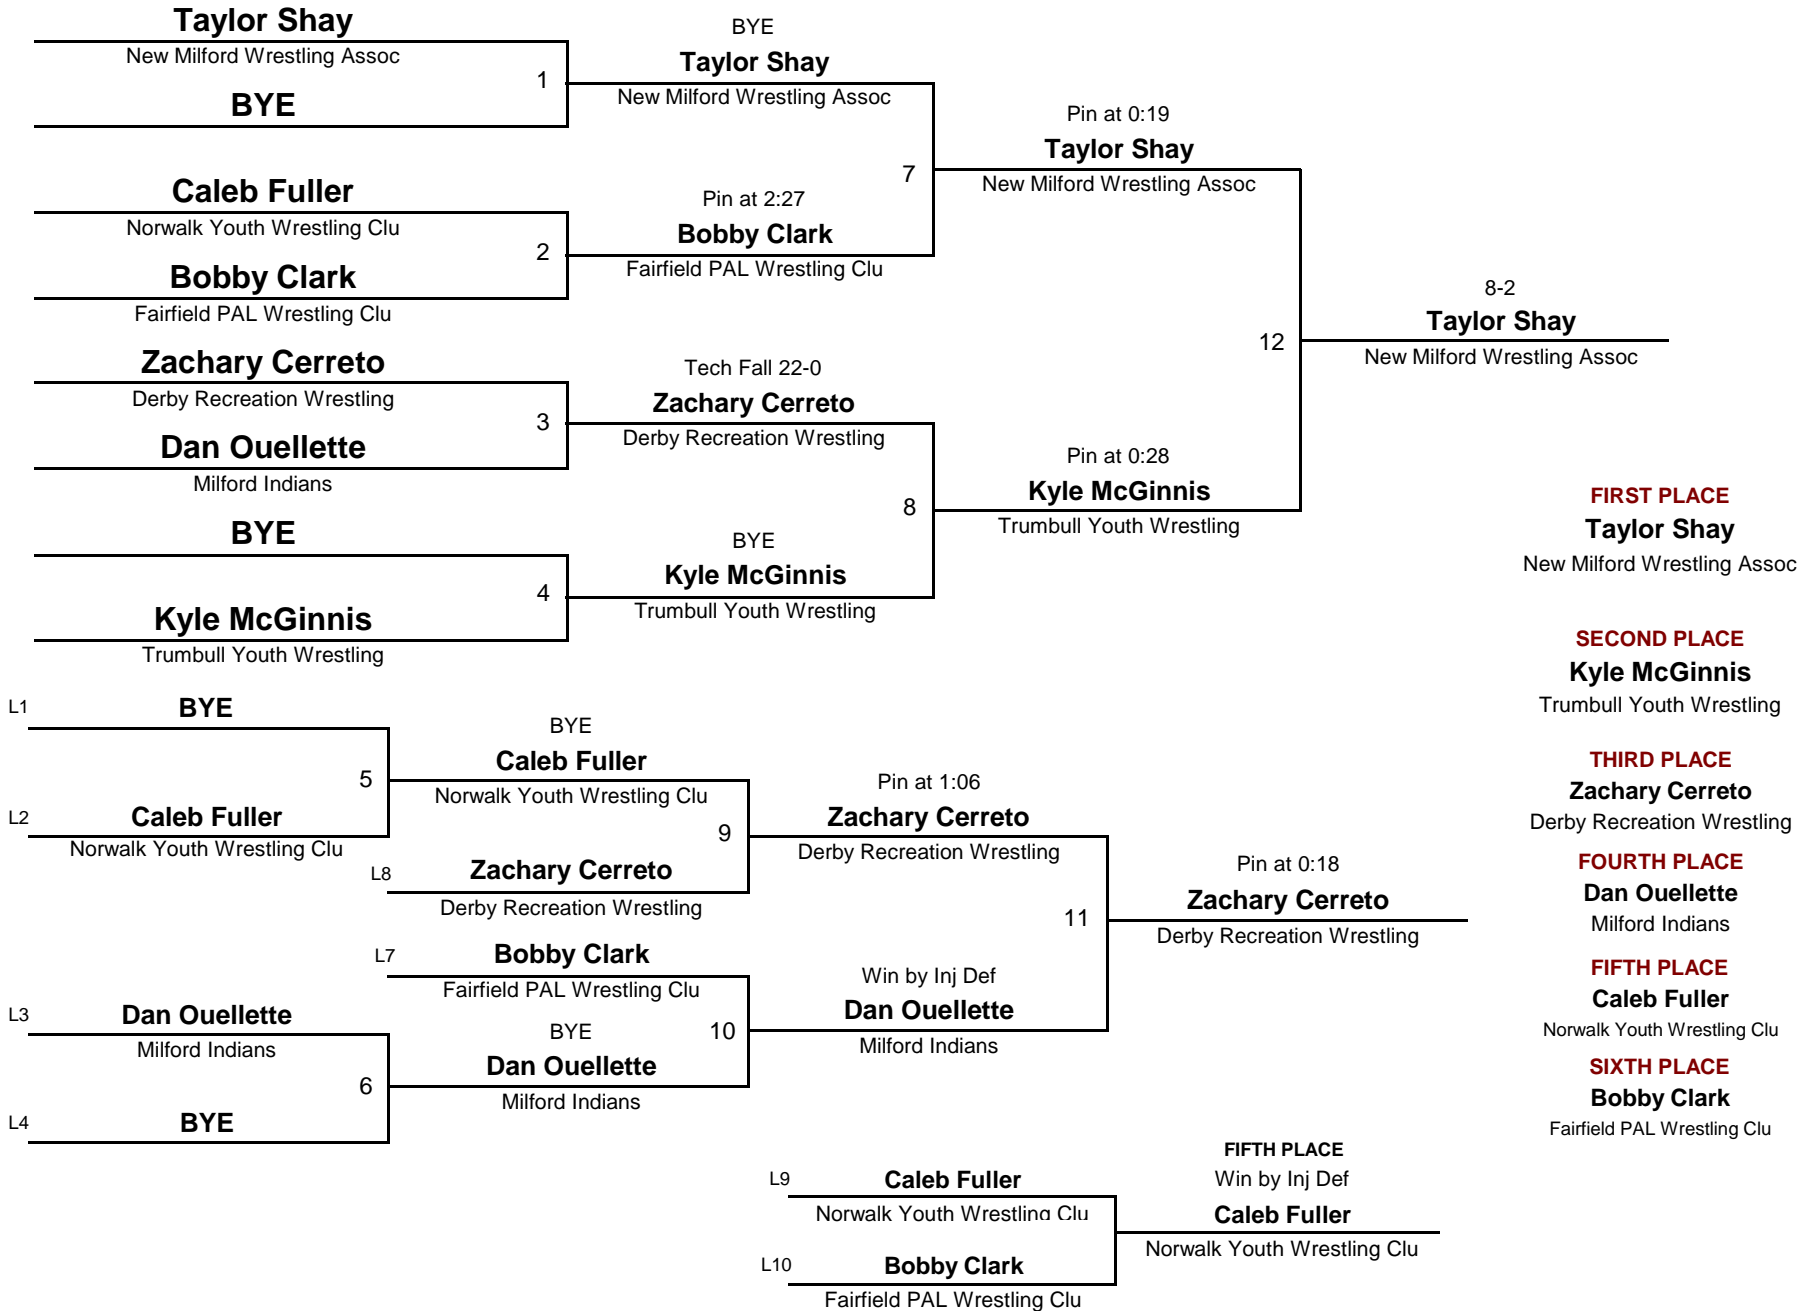 Taylor Shay
New Milford Wrestling Assoc
1
BYE
BYE
Taylor Shay
New Milford Wrestling Assoc
Caleb Fuller
Norwalk Youth Wrestling Clu
2
Bobby Clark
Fairfield PAL Wrestling Clu
Pin at 2:27
Bobby Clark
Fairfield PAL Wrestling Clu
7
Pin at 0:19
Taylor Shay
New Milford Wrestling Assoc
Zachary Cerreto
Derby Recreation Wrestling
3
Dan Ouellette
Milford Indians
Tech Fall 22-0
Zachary Cerreto
Derby Recreation Wrestling
BYE
4
Kyle McGinnis
Trumbull Youth Wrestling
BYE
Kyle McGinnis
Trumbull Youth Wrestling
8
Pin at 0:28
Kyle McGinnis
Trumbull Youth Wrestling
12
8-2
Taylor Shay
New Milford Wrestling Assoc
FIRST PLACE
Taylor Shay
New Milford Wrestling Assoc
SECOND PLACE
Kyle McGinnis
Trumbull Youth Wrestling
THIRD PLACE
Zachary Cerreto
Derby Recreation Wrestling
FOURTH PLACE
Dan Ouellette
Milford Indians
FIFTH PLACE
Caleb Fuller
Norwalk Youth Wrestling Clu
SIXTH PLACE
Bobby Clark
Fairfield PAL Wrestling Clu
L1
BYE
5
L2
Caleb Fuller
Norwalk Youth Wrestling Clu
BYE
Caleb Fuller
Norwalk Youth Wrestling Clu
9
L8
Zachary Cerreto
Derby Recreation Wrestling
Pin at 1:06
Zachary Cerreto
Derby Recreation Wrestling
L7
Bobby Clark
Fairfield PAL Wrestling Clu
L3
Dan Ouellette
Milford Indians
6
L4
BYE
BYE
Dan Ouellette
Milford Indians
10
Win by Inj Def
Dan Ouellette
Milford Indians
11
Pin at 0:18
Zachary Cerreto
Derby Recreation Wrestling
L9
Caleb Fuller
Norwalk Youth Wrestling Clu
L10
Bobby Clark
Fairfield PAL Wrestling Clu
FIFTH PLACE
Win by Inj Def
Caleb Fuller
Norwalk Youth Wrestling Clu